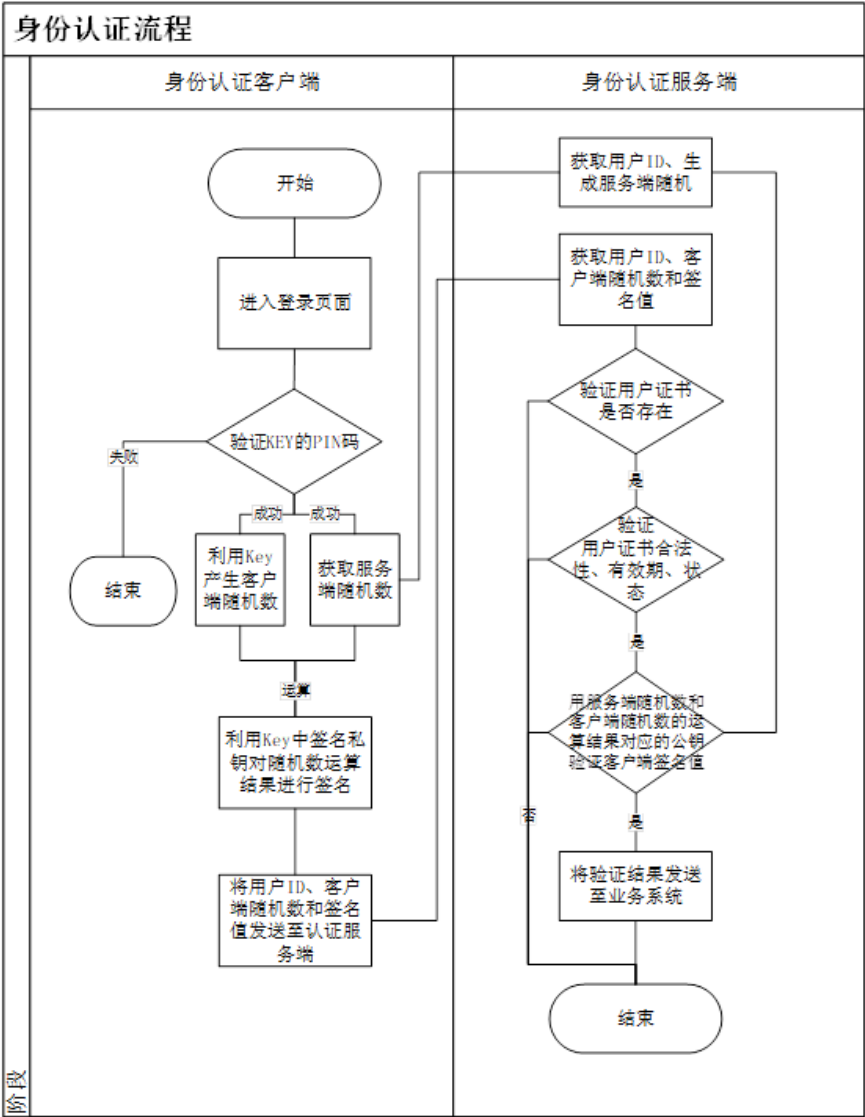 身份认证流程
身份认证客户端
身份认证服务端
开始
进入登录页面
验证KEY的PIN码
失败
结束
成功
成功
利用Key
产生客户
端随机数
获取服务
端随机数
运算
利用Key中签名私
钥对随机数运算
结果进行签名
将用户ID、客户
端随机数和签名
值发送至认证服
务端
获取用户ID、生
成服务端随机
获取用户ID、客
户端随机数和签
名值
验证用户证书
是否存在
是
验证
用户证书合法
性、有效期、状
态
是
用服务端随机数和
客户端随机数的运
算结果对应的公钥
验证客户端签名值
否
是
将验证结果发送
至业务系统
结束
阶段